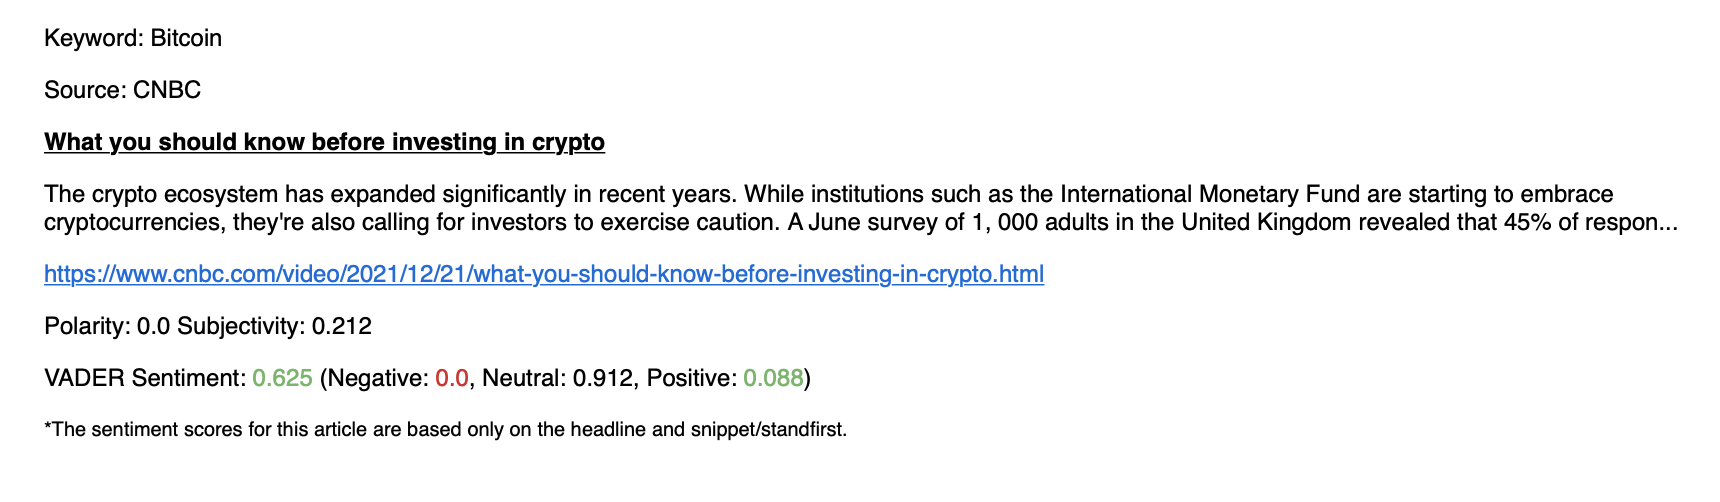 Keyword: Bitcoin
Source: CNBC
What you should know before investing in crypto
The crypto ecosystem has expanded significantly in recent years. While institutions such as the International Monetary Fund are starting to embrace
cryptocurrencies, they're also calling for investors to exercise caution. A June survey of 1, 000 adults in the United Kingdom revealed that 45% of respon...
https://www.cnbc.com/video/2021/12/21/what-you-should-know-before-investing-in-crypto.html
Polarity: 0.0 Subjectivity: 0.212
VADER Sentiment: 0.625 (Negative: 0.0, Neutral: 0.912, Positive: 0.088)
*The sentiment scores for this article are based only on the headline and snippet/standfirst.